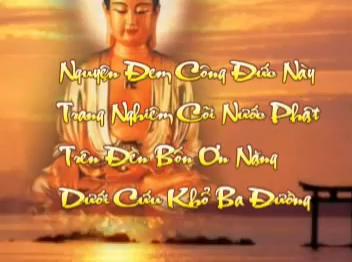 Nguyện Đem Công Đức Này
Trang Nghiêm Cõi Nước Phật
Trên Đền Bốn Ơn Nặng
Dưới Cứu Khổ Ba Đường